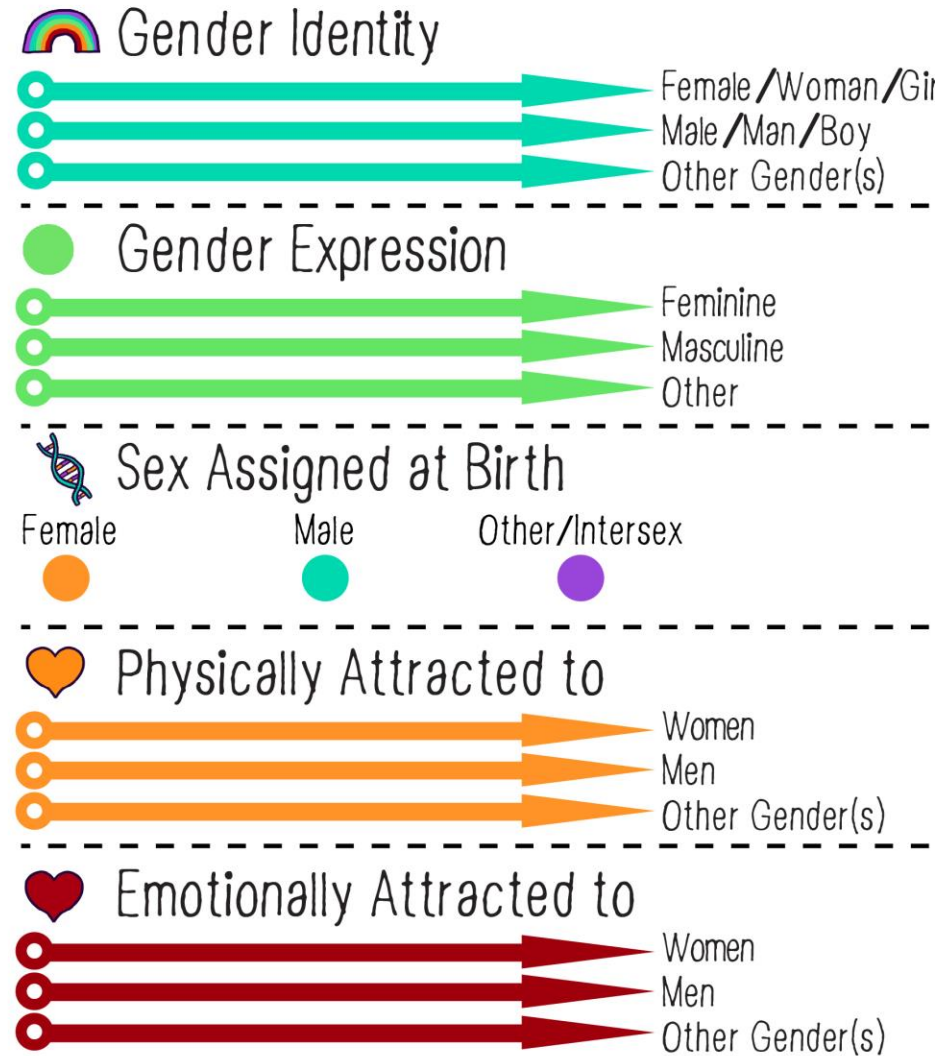 Gender Identity
Female/Woman/Gir
Male/Man/Boy
Other Gender(s)
Gender Expression
Feminine
Masculine
Other
Sex Assigned at Birth
Female Male Other/Intersex
Physically Attracted to
Women
Men
Other Gender(s)
Emotionally Attracted to
Women
Men
Other Gender(s)